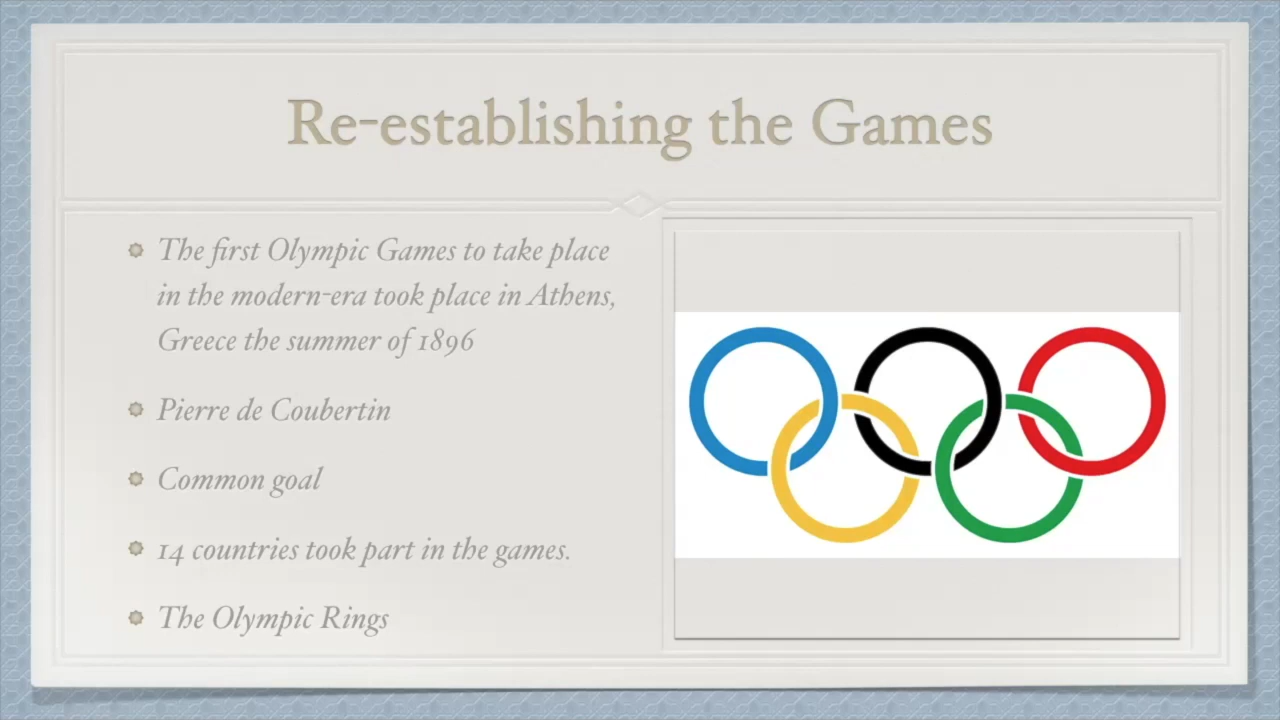 Re-establishing the Games
The first Olympic Games to take place
in the modern-era took place in Athens,
Greece the summer of 1896
Pierre de Coubertin
Common goal
14 countries took part in the games.
The Olympic Rings